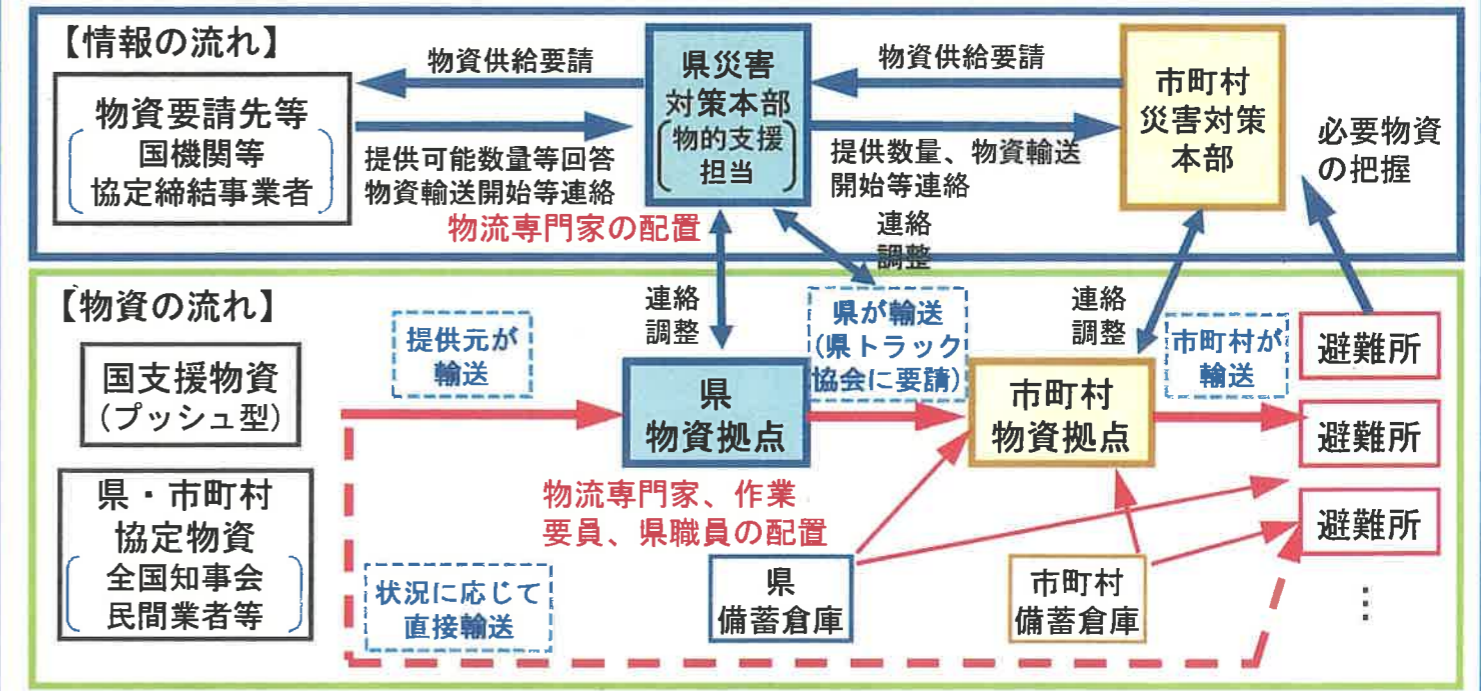 【情報の流れ】
物資要請先等
国機関等
協定締結事業者
物資供給要請
提供可能数量等回答
物資輸送開始等連絡
物流専門家の配置
県災害
対策本部
物的支援
担当
物資供給要請
提供数量、物資輸送
開始等連絡
連絡
調整
市町村
災害対策
本部
必要物資
の把握
【物資の流れ】
国支援物資
(プッシュ型)
県・市町村
協定物資
全国知事会
民間業者等
提供元が
輸送
連絡
調整
県
物資拠点
県が輸送
(県トラック
協会に要請)
連絡
調整
市町村
物資拠点
市町村が
輸送
避難所
避難所
避難所
⋮
物流専門家、作業
要員、県職員の配置
状況に応じて
直接輸送
県
備蓄倉庫
市町村
備蓄倉庫